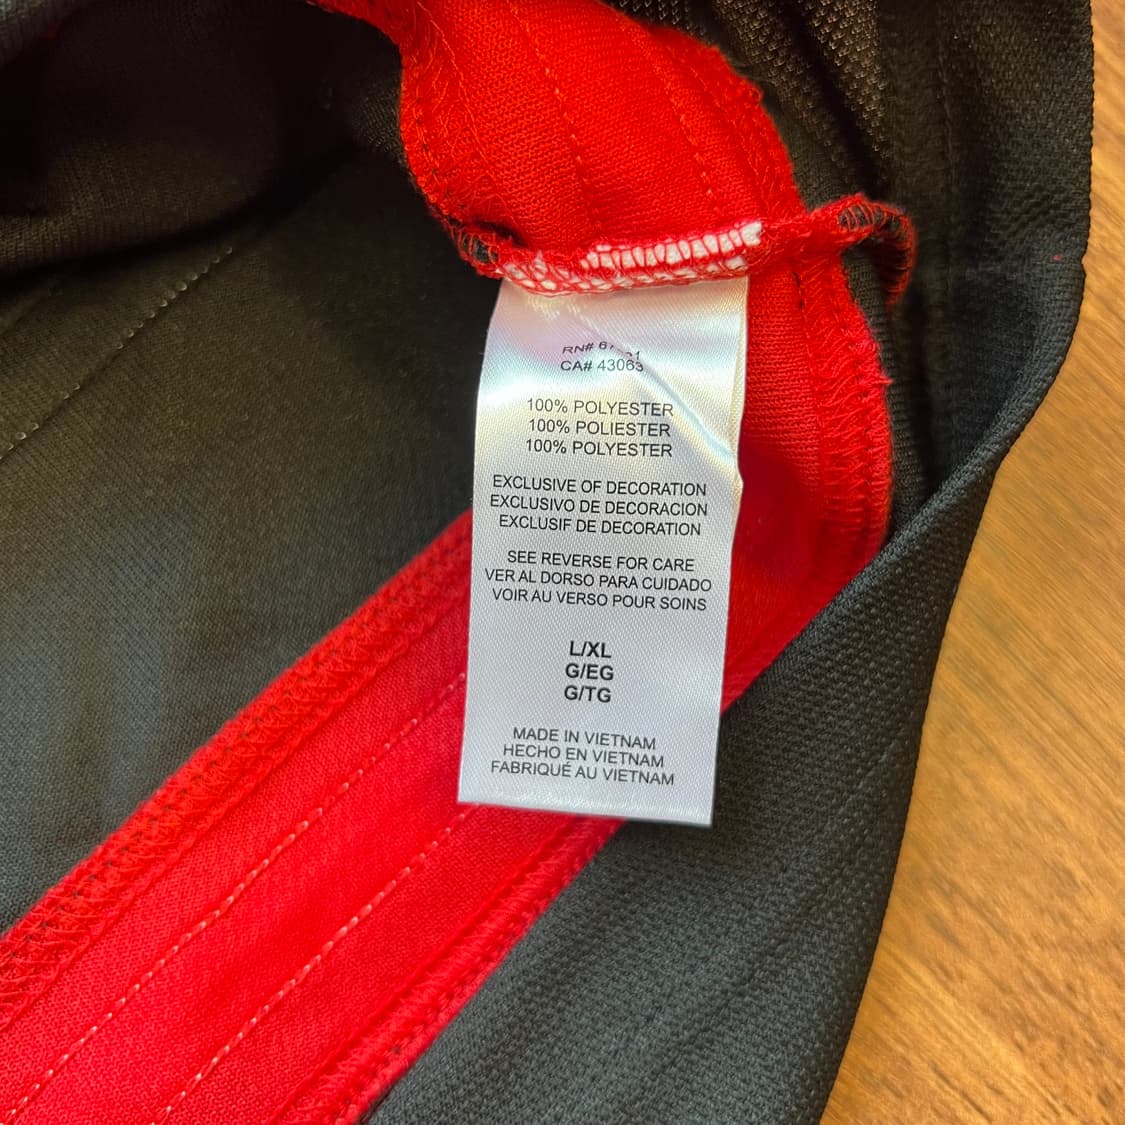 RN#
CA# 43063
100% POLYESTER
100% POLIESTER
100% POLYESTER
EXCLUSIVE OF DECORATION
EXCLUSIVO DE DECORACION
EXCLUSIF DE DECORATION
SEE REVERSE FOR CARE
VER AL DORSO PARA CUIDADO
VOIR AU VERSO POUR SOINS
L/XL
G/EG
G/TG
MADE IN VIETNAM
HECHO EN VIETNAM
FABRIQUÉ AU VIETNAM